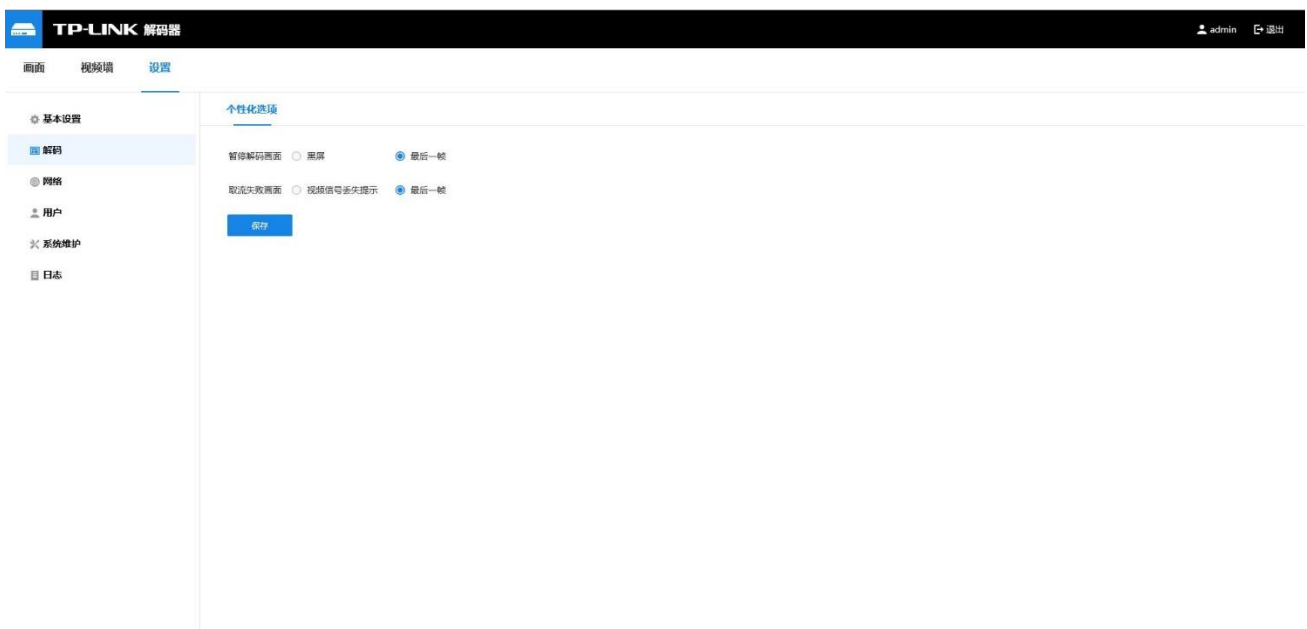 TP-LINK 解码器
admin 退出
画面 视频墙 设置
基本设置
解码
网络
用户
系统维护
日志
个性化选项
暂停解码画面 黑屏 最后一帧
取流失败画面 视频信号丢失提示 最后一帧
保存